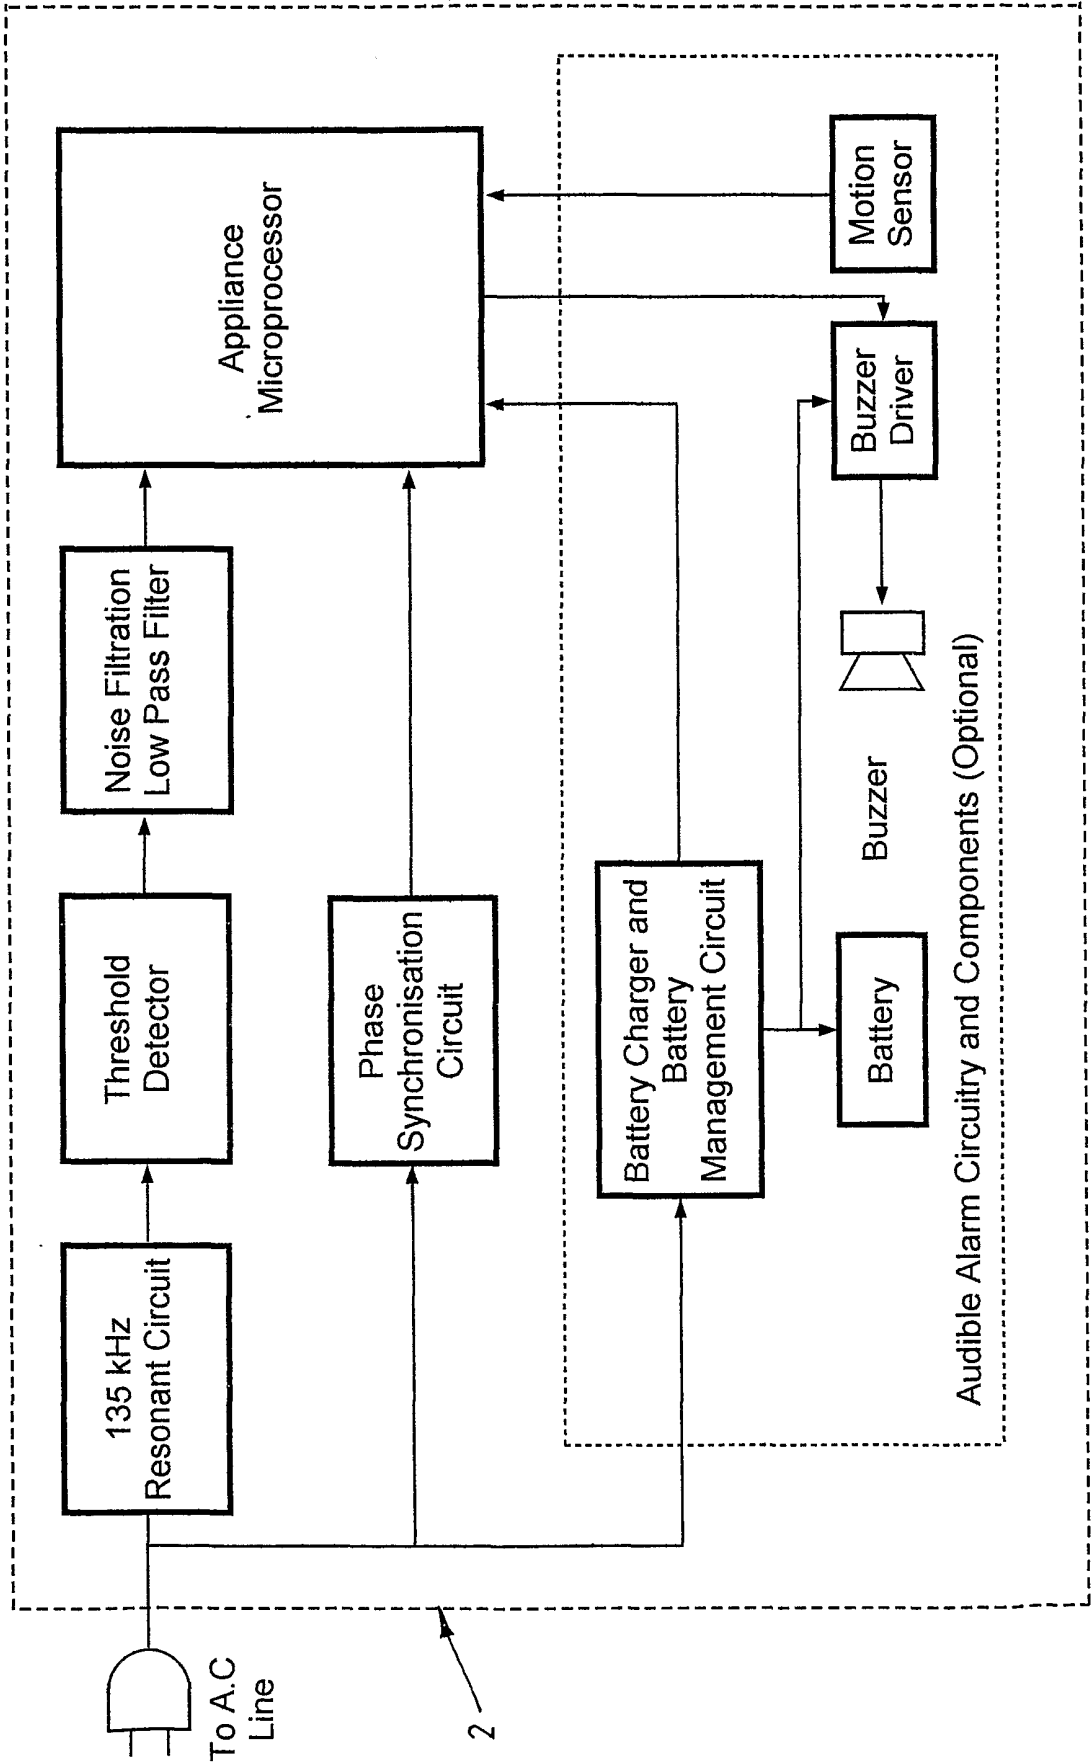 To A.C
Line
2
135 kHz
Resonant Circuit
Threshold
Detector
Noise Filtration
Low Pass Filter
Appliance
Microprocessor
Phase
Synchronisation
Circuit
Battery Charger and
Battery
Management Circuit
Battery
Buzzer
Buzzer
Driver
Motion
Sensor
Audible Alarm Circuitry and Components (Optional)